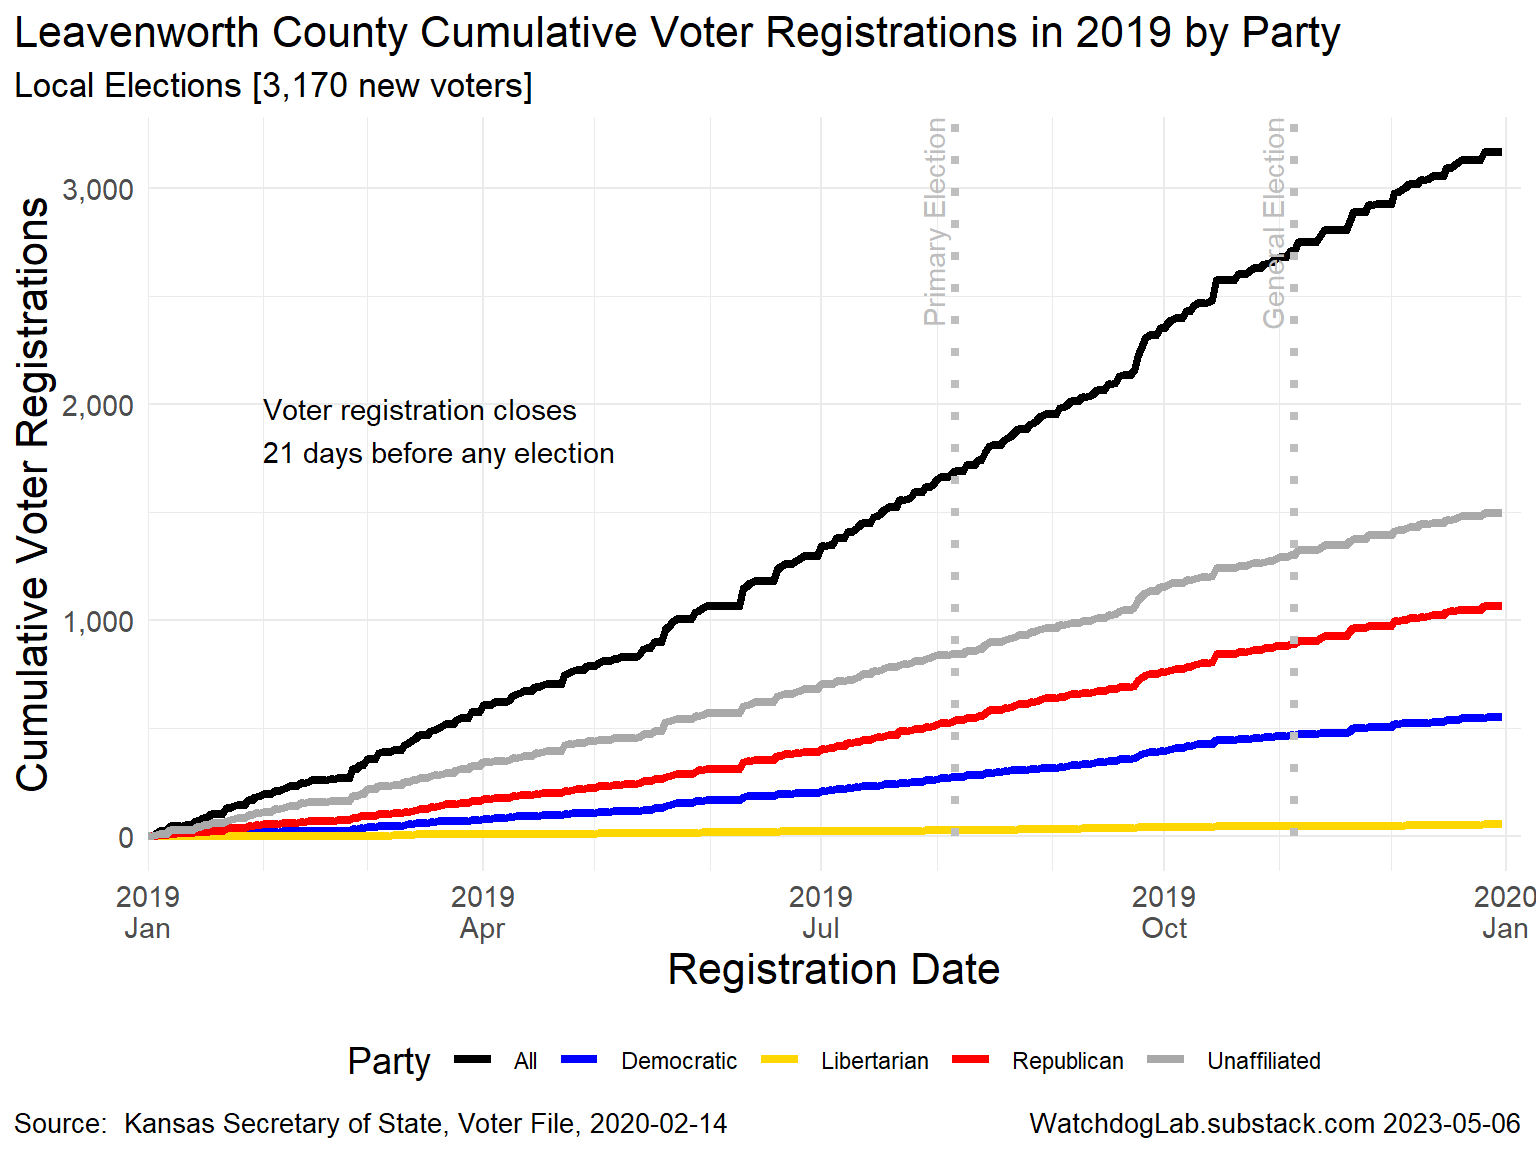 Leavenworth County Cumulative Voter Registrations in 2019 by Party
Local Elections [3,170 new voters]
Cumulative Voter Registrations
3,000
2,000
1,000
0
Primary Election
General Election
Voter registration closes
21 days before any election
2019 2019 2019 2019 2020
Jan Apr Jul Oct Jan
Registration Date
Party All Democratic Libertarian Republican Unaffiliated
Source:  Kansas Secretary of State, Voter File, 2020-02-14
WatchdogLab.substack.com 2023-05-06